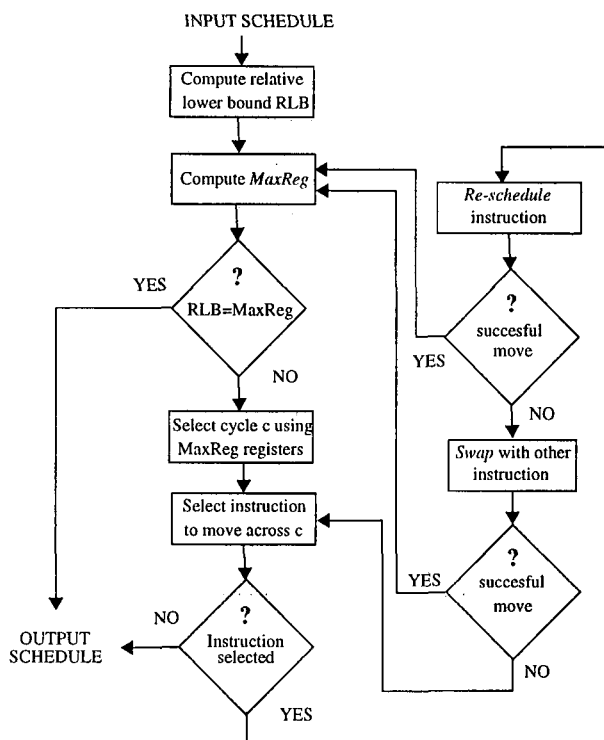 INPUT SCHEDULE
Compute relative
lower bound RLB
Compute MaxReg
?
RLB=MaxReg
YES
NO
Select cycle c using
MaxReg registers
Select instruction
to move across c
?
Instruction
selected
NO
YES
OUTPUT
SCHEDULE
Re-schedule
instruction
?
succesful
move
YES
NO
Swap with other
instruction
?
succesful
move
YES
NO